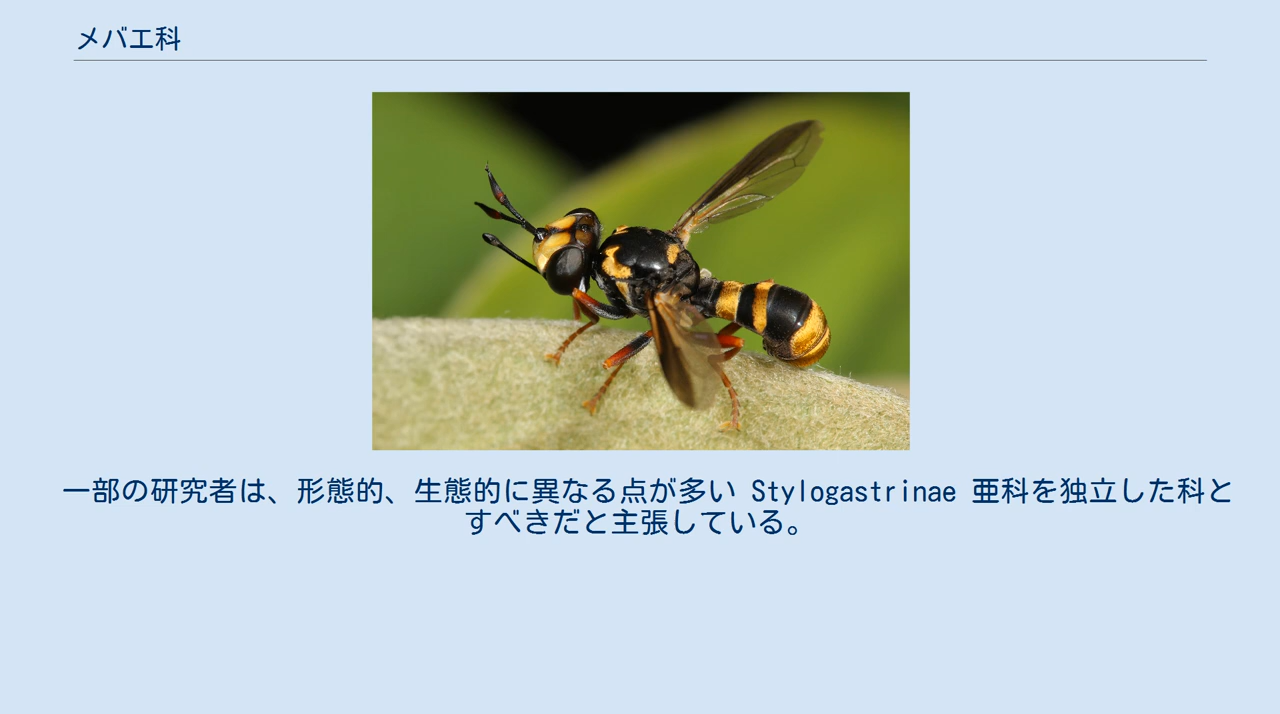 メバエ科
一部の研究者は、形態的、生態的に異なる点が多い Stylogastrinae 亜科を独立した科と
すべきだと主張している。